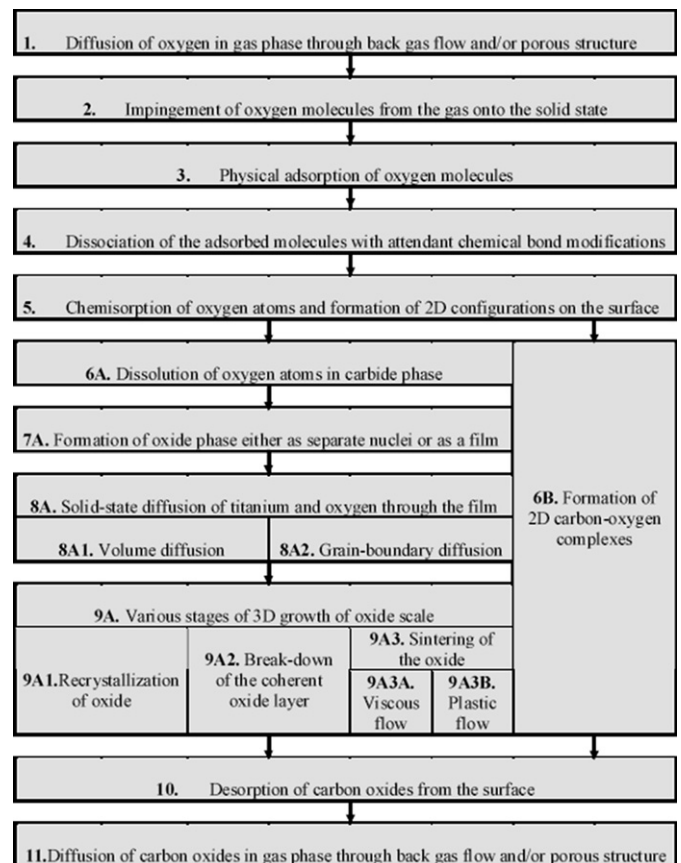 1. Diffusion of oxygen in gas phase through back gas flow and/or porous structure
2. Impingement of oxygen molecules from the gas onto the solid state
3. Physical adsorption of oxygen molecules
4. Dissociation of the adsorbed molecules with attendant chemical bond modifications
5. Chemisorption of oxygen atoms and formation of 2D configurations on the surface
6A. Dissolution of oxygen atoms in carbide phase
7A. Formation of oxide phase either as separate nuclei or as a film
8A. Solid-state diffusion of titanium and oxygen through the film
8A1. Volume diffusion
8A2. Grain-boundary diffusion
9A. Various stages of 3D growth of oxide scale
9A1.Recrystallization
of oxide
9A2. Break-down
of the coherent
oxide layer
9A3. Sintering of
the oxide
9A3A.
Viscous
flow
9A3B.
Plastic
flow
6B. Formation of
2D carbon-oxygen
complexes
10. Desorption of carbon oxides from the surface
11.Diffusion of carbon oxides in gas phase through back gas flow and/or porous structure